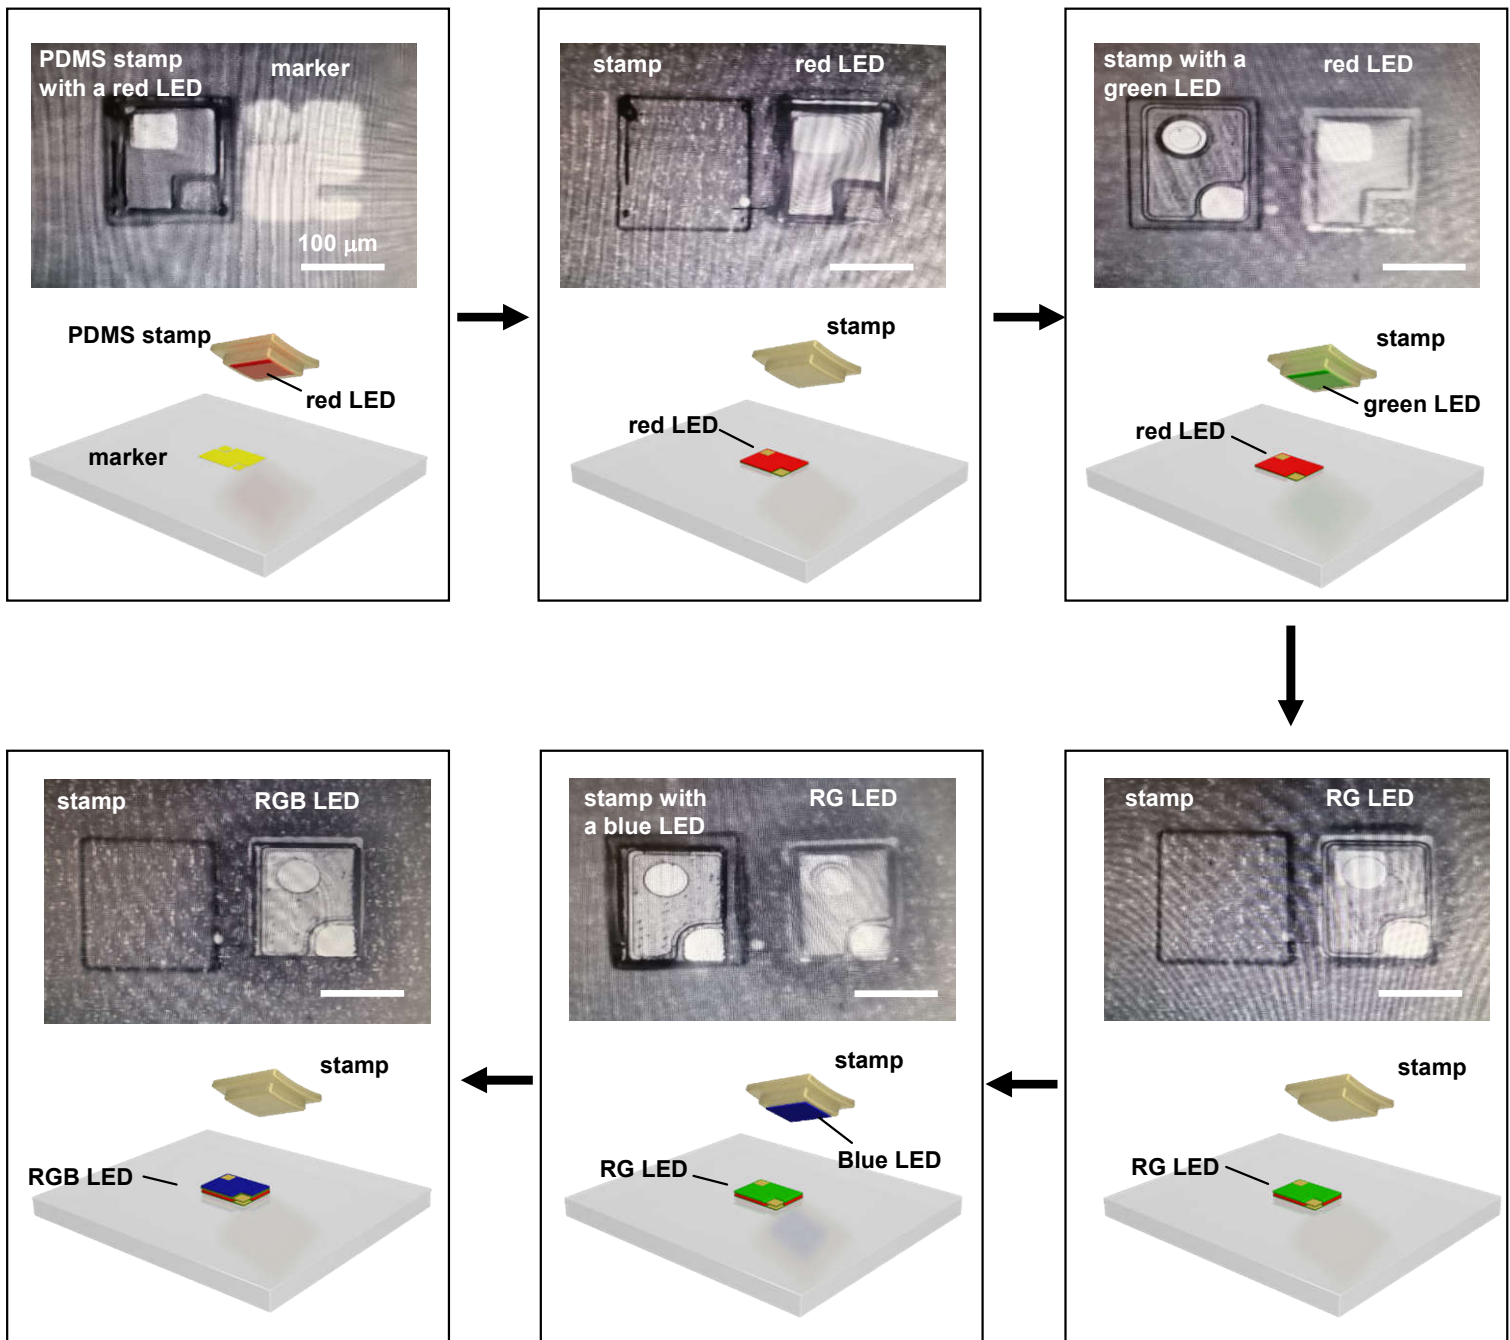 PDMS stamp
with a red LED
marker
100 μm
PDMS stamp
red LED
marker
stamp
red LED
stamp
red LED
stamp with a
green LED
red LED
stamp
green LED
red LED
stamp
RGB LED
stamp
RGB LED
stamp with
a blue LED
RG LED
stamp
Blue LED
RG LED
stamp
RG LED
stamp
RG LED